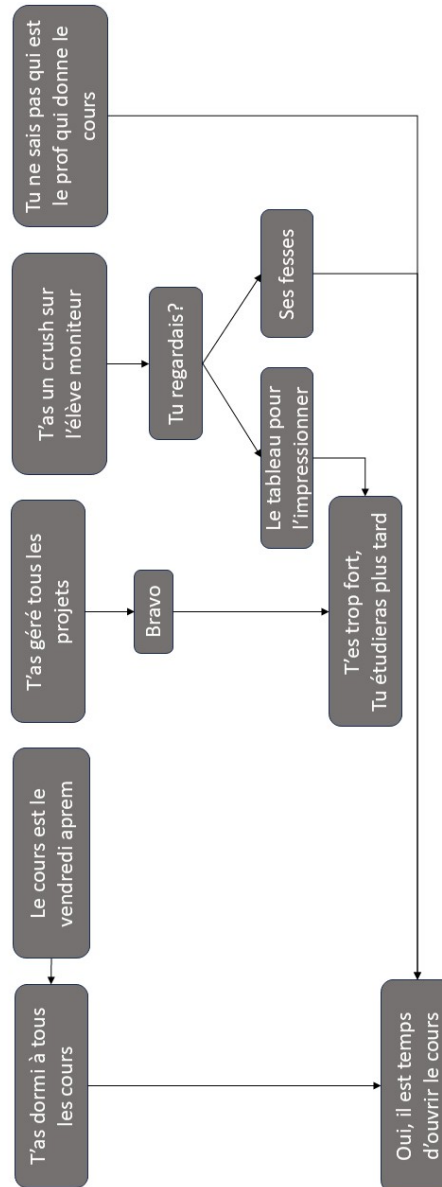 T'as dormi à tous
les cours
Le cours est le
vendredi aprem
T'as géré tous les
projets
T'as un crush sur
l'élève moniteur
Tu ne sais pas qui est
le prof qui donne le
cours
Bravo
Tu regardais?
Le tableau pour
l'impressionner
Ses fesses
T'es trop fort,
Tu étudieras plus tard
Oui, il est temps
d'ouvrir le cours